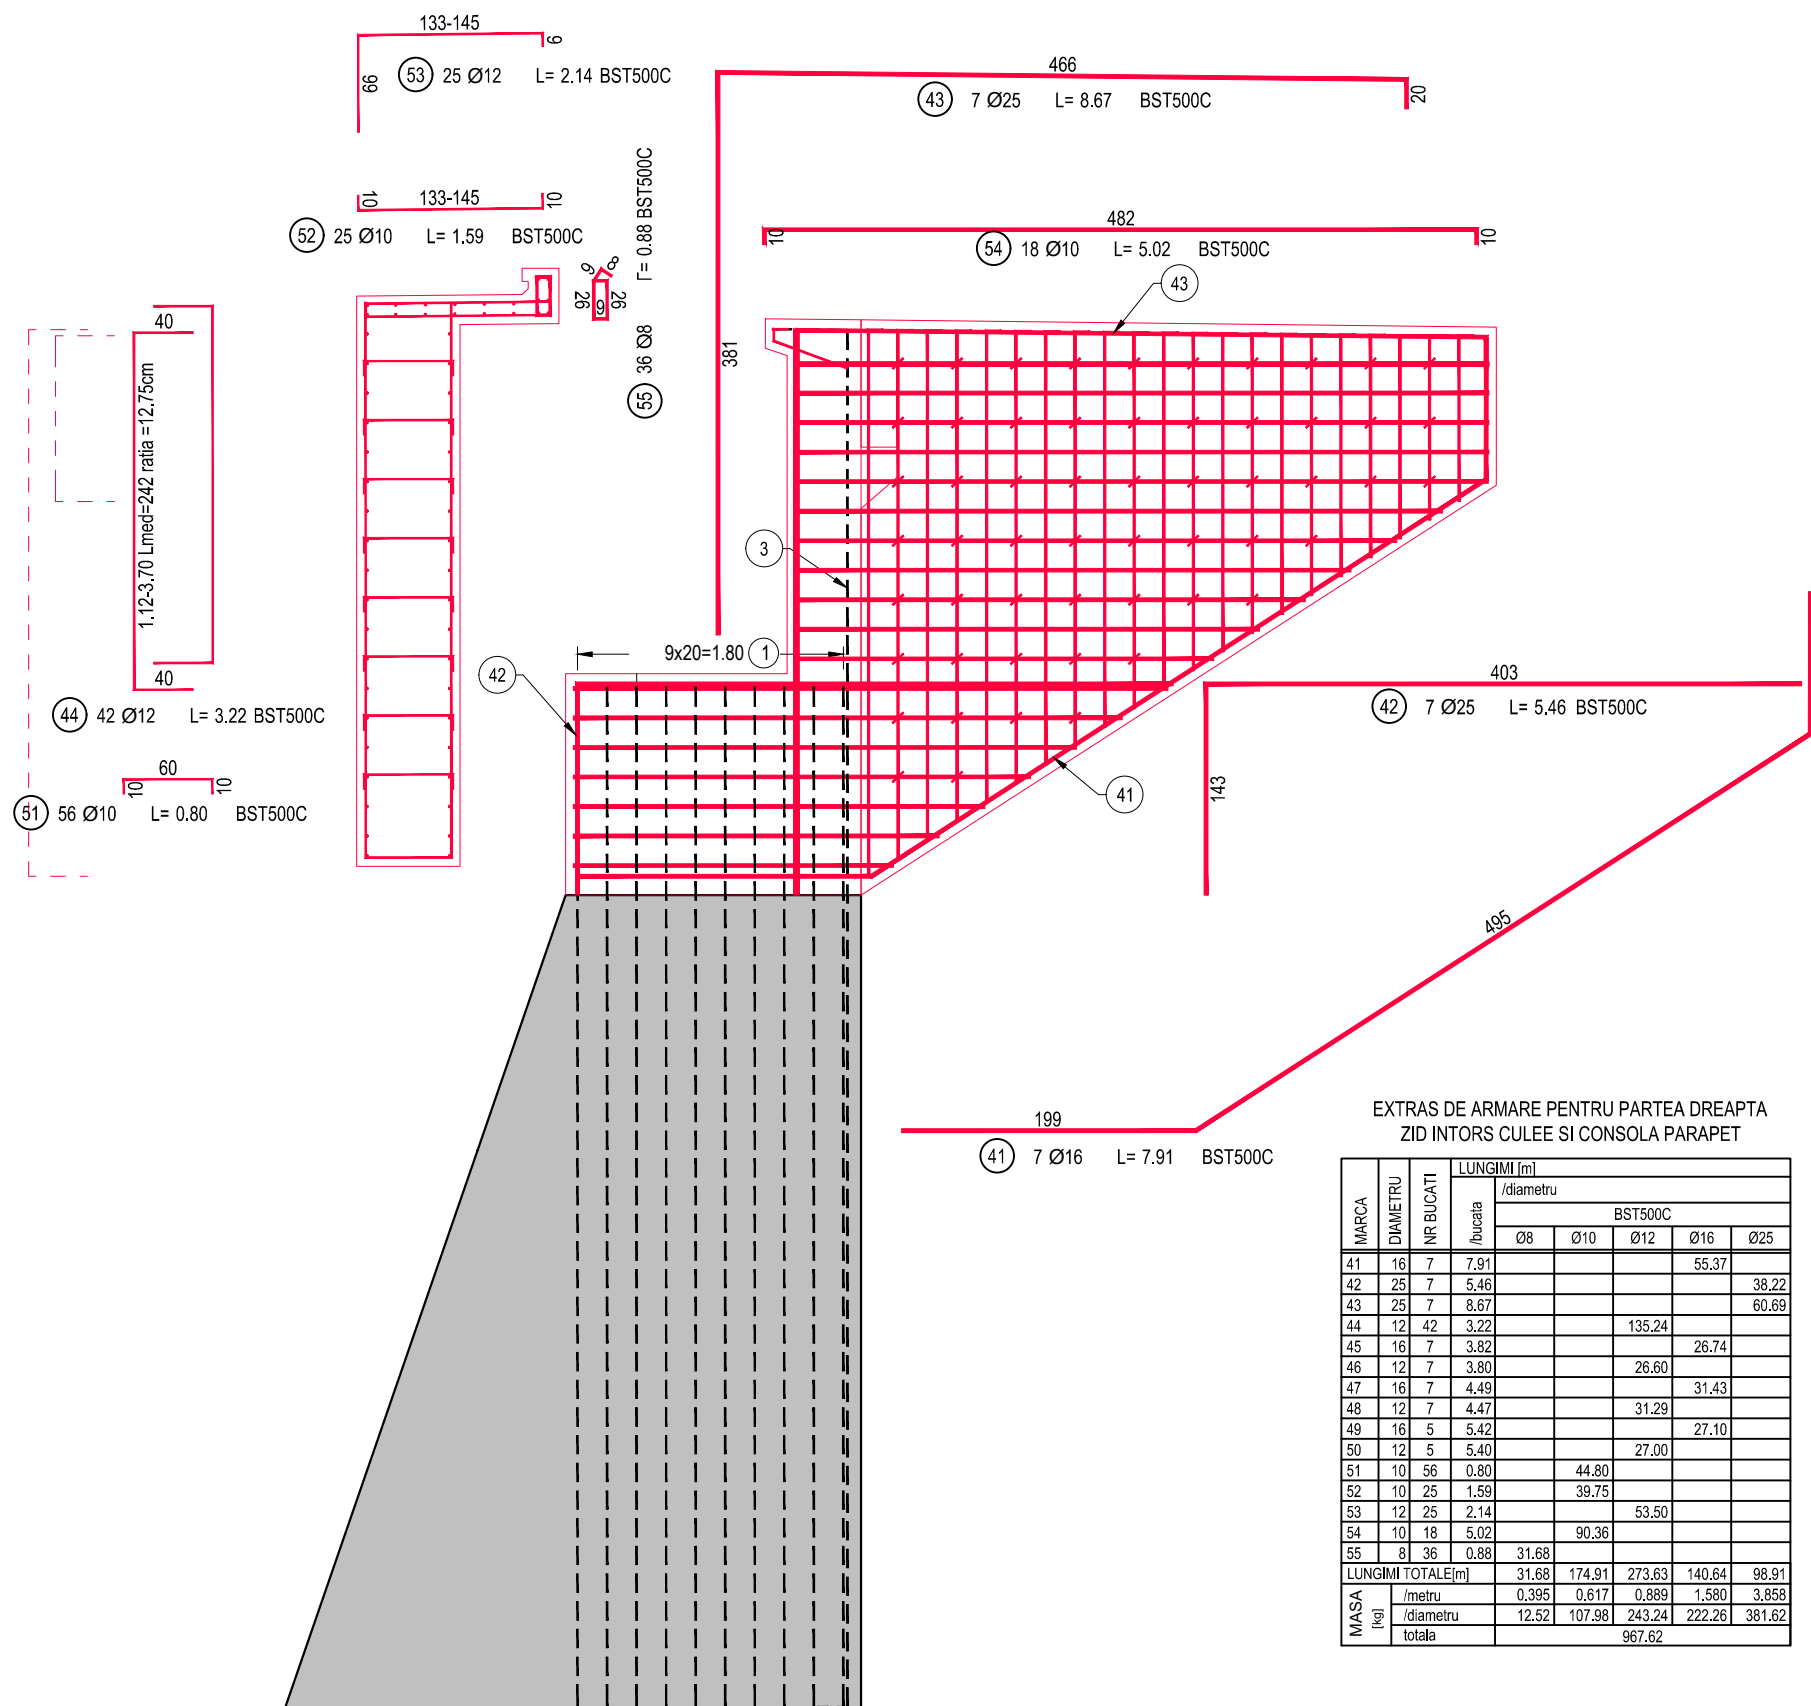 133-145
6
53 25 Ø12 L= 2.14 BST500C
69
466
43 7 Ø25 L= 8.67 BST500C
20
10 133-145 10
52 25 Ø10 L= 1.59 BST500C
55 36 Ø8 L= 0.88 BST500C
381
482
10 10
54 18 Ø10 L= 5.02 BST500C
43
9 8
26 9 26
40
1.12-3.70 Lmed=242 ratia =12.75cm
40
44 42 Ø12 L= 3.22 BST500C
60
10 10
51 56 Ø10 L= 0.80 BST500C
3
9x20=1.80 1
42
403
42 7 Ø25 L= 5.46 BST500C
143
41
495
199
41 7 Ø16 L= 7.91 BST500C
EXTRAS DE ARMARE PENTRU PARTEA DREAPTA
ZID INTORS CULEE SI CONSOLA PARAPET
MARCA DIAMETRU NR BUCATI LUNGIMI [m]
/bucata /diametru
BST500C
Ø8 Ø10 Ø12 Ø16 Ø25
41 16 7 7.91 55.37
42 25 7 5.46 38.22
43 25 7 8.67 60.69
44 12 42 3.22 135.24
45 16 7 3.82 26.74
46 12 7 3.80 26.60
47 16 7 4.49 31.43
48 12 7 4.47 31.29
49 16 5 5.42 27.10
50 12 5 5.40 27.00
51 10 56 0.80 44.80
52 10 25 1.59 39.75
53 12 25 2.14 53.50
54 10 18 5.02 90.36
55 8 36 0.88 31.68
LUNGIMI TOTALE[m] 31.68 174.91 273.63 140.64 98.91
MASA [kg] /metru 0.395 0.617 0.889 1.580 3.858
/diametru 12.52 107.98 243.24 222.26 381.62
totala 967.62